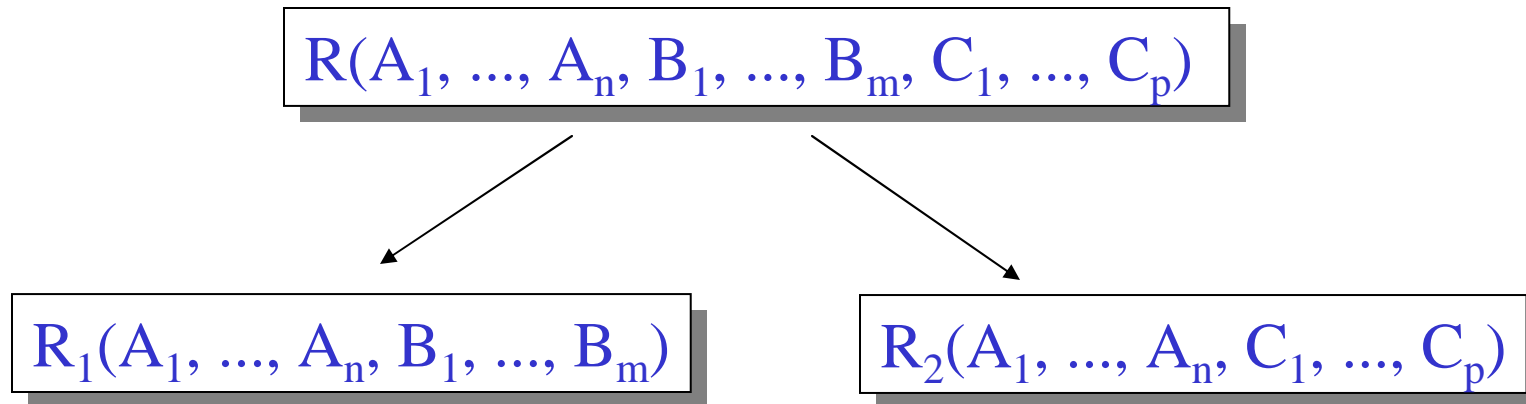 R(A₁, ..., Aₙ, B₁, ..., Bₘ, C₁, ..., Cₚ)
R₁(A₁, ..., Aₙ, B₁, ..., Bₘ)
R₂(A₁, ..., Aₙ, C₁, ..., Cₚ)